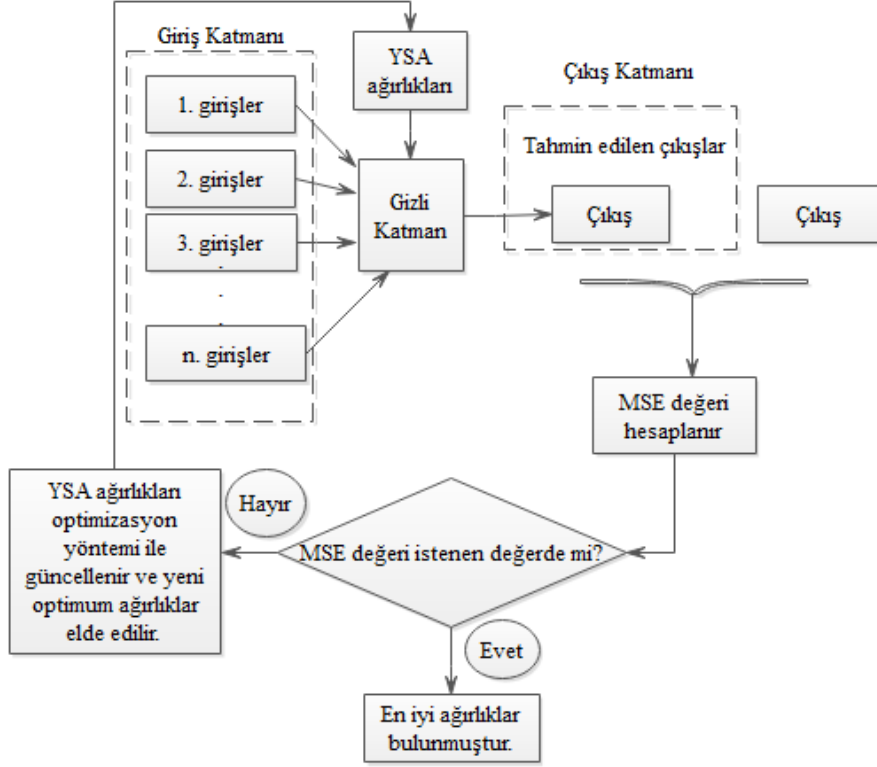 Giriş Katmanı
YSA
ağırlıkları
Çıkış Katmanı
1. girişler
Tahmin edilen çıkışlar
2. girişler
Gizli
Katman
Çıkış
Çıkış
3. girişler
.
.
.
n. girişler
MSE değeri
hesaplanır
YSA ağırlıkları
optimizasyon
yöntemi ile
güncellenir ve yeni
optimum ağırlıklar
elde edilir.
Hayır
MSE değeri istenen değerde mi?
Evet
En iyi ağırlıklar
bulunmuştur.